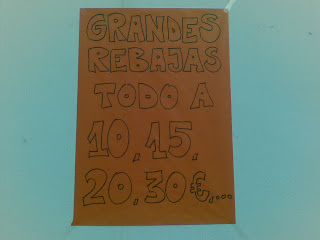 GRANDES
REBAJAS
TODO A
10, 15,
20, 30€,...